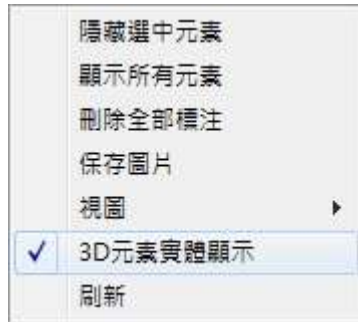 隱藏選中元素
顯示所有元素
刪除全部標注
保存圖片
視圖
3D元素實體顯示
刷新